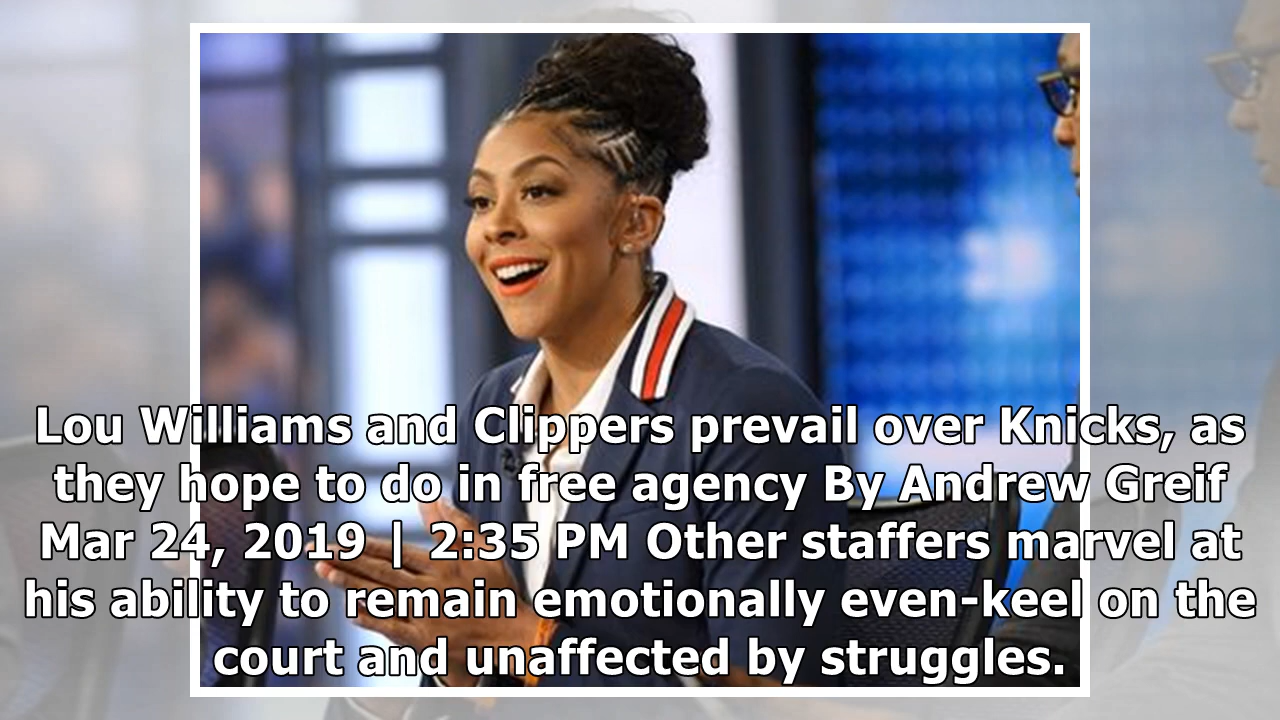 Lou Williams and Clippers prevail over Knicks, as
they hope to do in free agency By Andrew Greif
Mar 24, 2019 | 2:35 PM Other staffers marvel at
his ability to remain emotionally even-keel on the
court and unaffected by struggles.